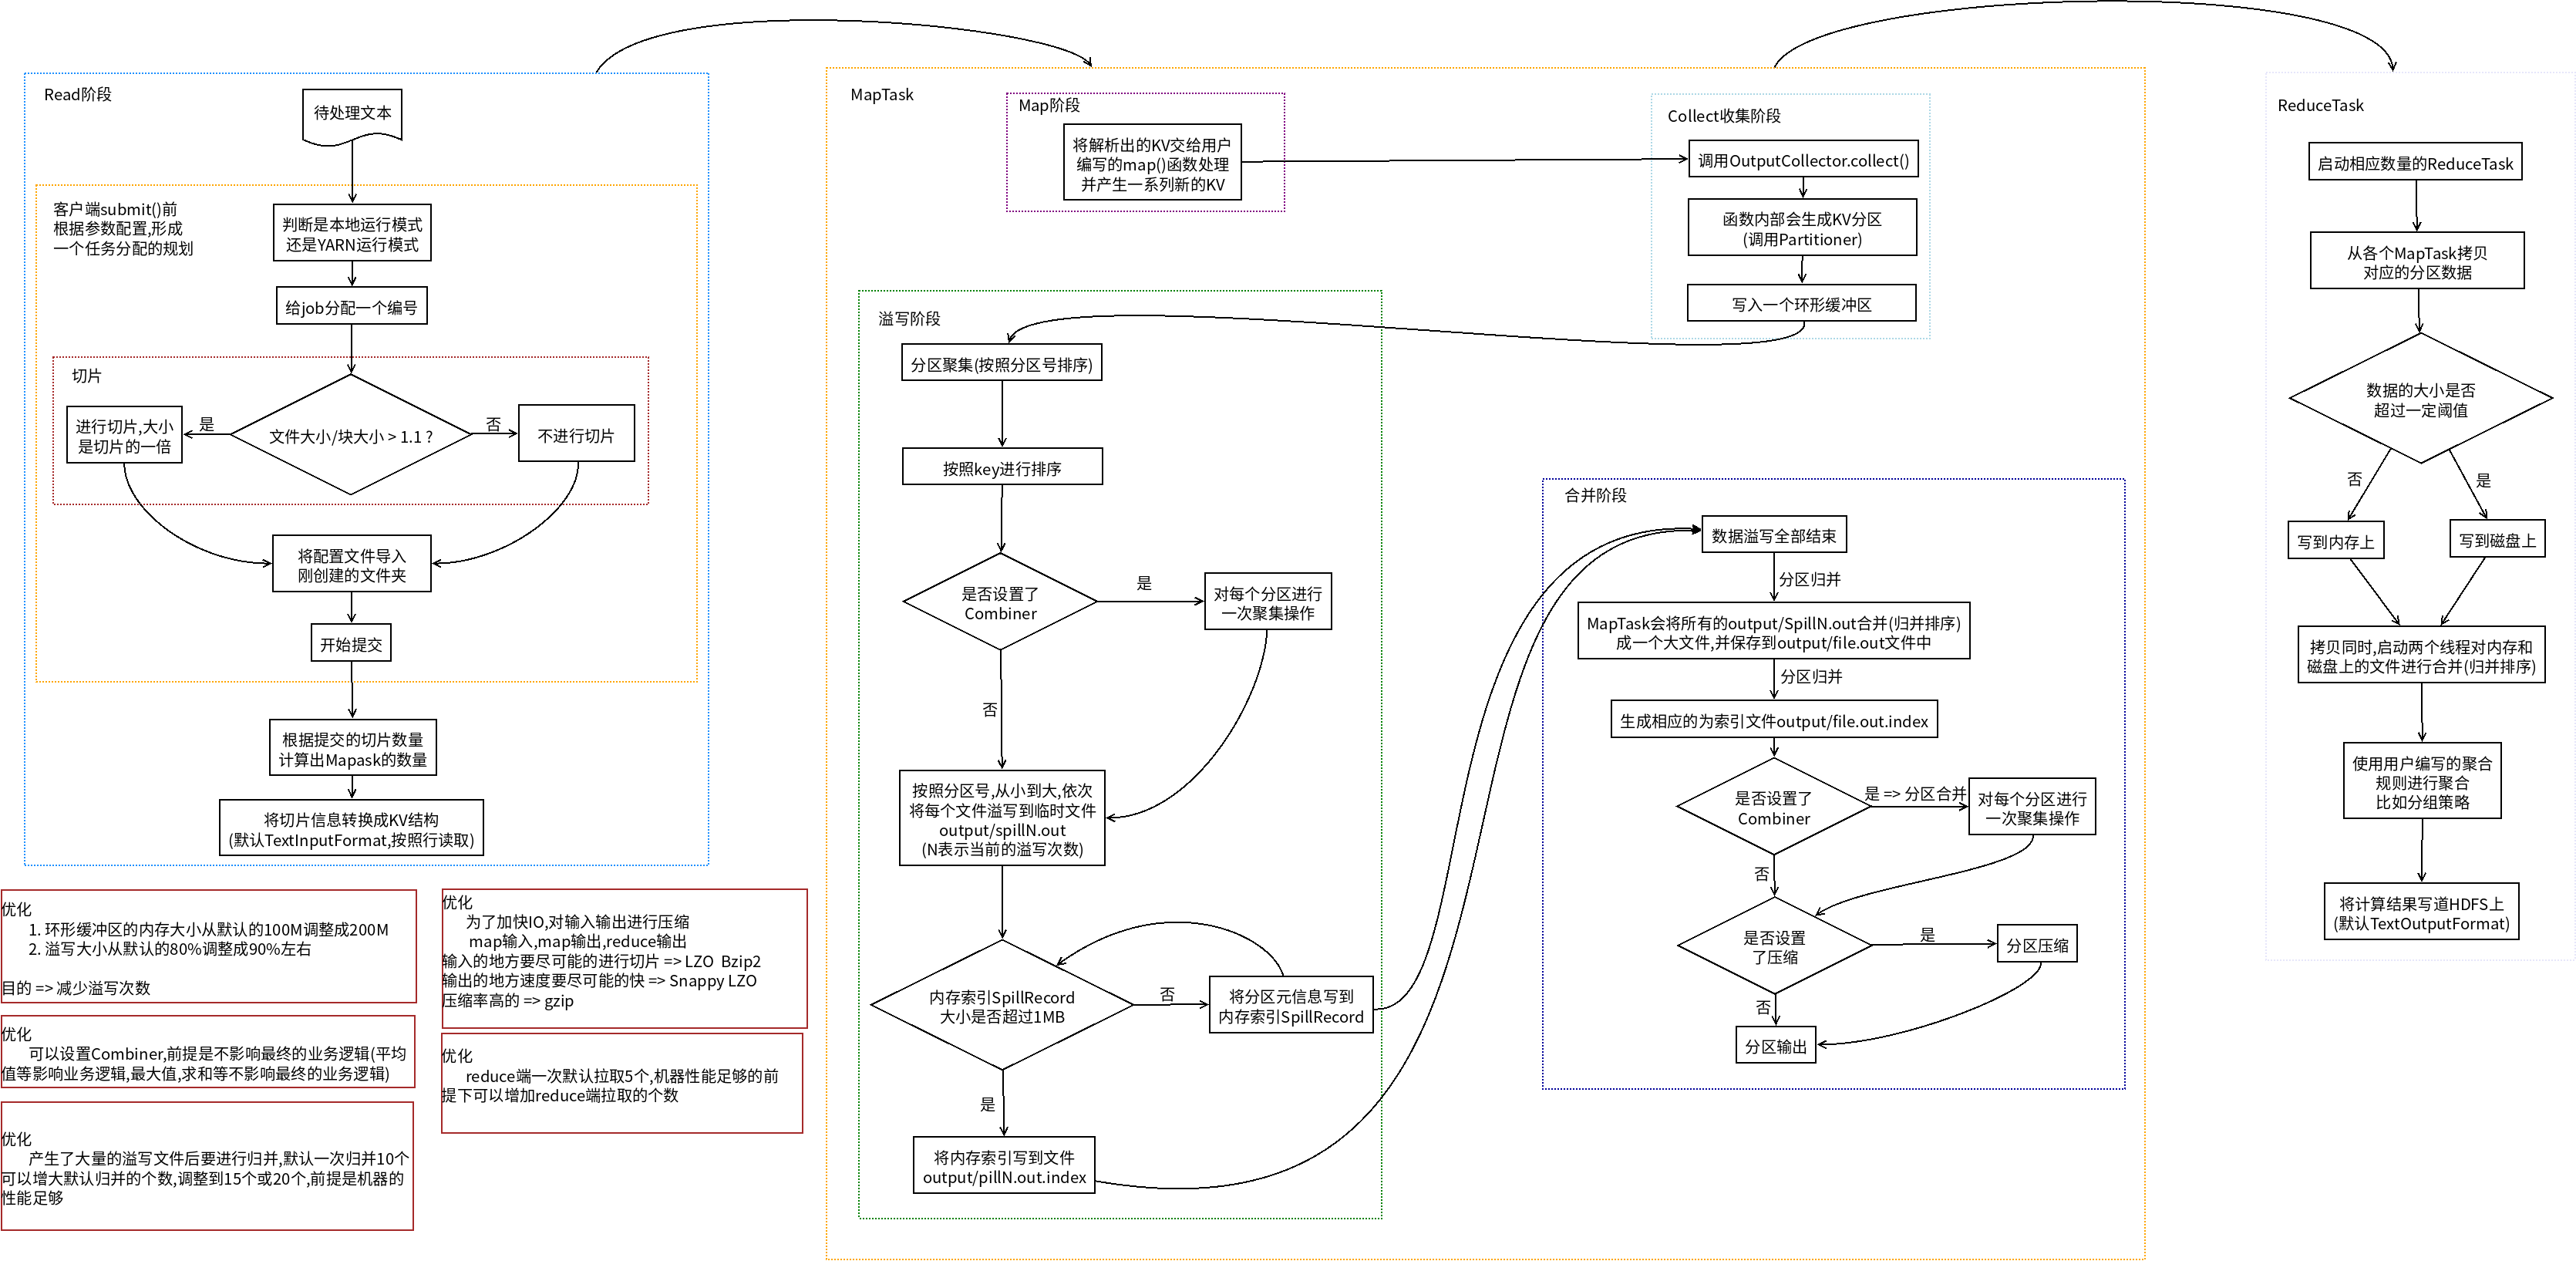 Read阶段
待处理文本
客户端submit()前
根据参数配置,形成
一个任务分配的规划
判断是本地运行模式
还是YARN运行模式
给job分配一个编号
切片
文件大小/块大小 > 1.1 ?
是
进行切片,大小
是切片的一倍
否
不进行切片
将配置文件导入
刚创建的文件夹
开始提交
根据提交的切片数量
计算出Mapask的数量
将切片信息转换成KV结构
(默认TextInputFormat,按照行读取)
优化
1. 环形缓冲区的内存大小从默认的100M调整成200M
2. 溢写大小从默认的80%调整成90%左右
目的 => 减少溢写次数
优化
可以设置Combiner,前提是不影响最终的业务逻辑(平均
值等影响业务逻辑,最大值,求和等不影响最终的业务逻辑)
优化
产生了大量的溢写文件后要进行归并,默认一次归并10个
可以增大默认归并的个数,调整到15个或20个,前提是机器的
性能足够
优化
为了加快IO,对输入输出进行压缩
map输入,map输出,reduce输出
输入的地方要尽可能的进行切片 => LZO  Bzip2
输出的地方速度要尽可能的快 => Snappy LZO
压缩率高的 => gzip
优化
reduce端一次默认拉取5个,机器性能足够的前
提下可以增加reduce端拉取的个数
MapTask
Map阶段
将解析出的KV交给用户
编写的map()函数处理
并产生一系列新的KV
Collect收集阶段
调用OutputCollector.collect()
函数内部会生成KV分区
(调用Partitioner)
写入一个环形缓冲区
溢写阶段
分区聚集(按照分区号排序)
按照key进行排序
是否设置了
Combiner
是
对每个分区进行
一次聚集操作
否
按照分区号,从小到大,依次
将每个文件溢写到临时文件
output/spillN.out
(N表示当前的溢写次数)
内存索引SpillRecord
大小是否超过1MB
否
将分区元信息写到
内存索引SpillRecord
是
将内存索引写到文件
output/pillN.out.index
合并阶段
数据溢写全部结束
分区归并
MapTask会将所有的output/SpillN.out合并(归并排序)
成一个大文件,并保存到output/file.out文件中
分区归并
生成相应的为索引文件output/file.out.index
是否设置了
Combiner
是 => 分区合并
对每个分区进行
一次聚集操作
否
是否设置
了压缩
是
分区压缩
否
分区输出
ReduceTask
启动相应数量的ReduceTask
从各个MapTask拷贝
对应的分区数据
数据的大小是否
超过一定阈值
否
是
写到内存上
写到磁盘上
拷贝同时,启动两个线程对内存和
磁盘上的文件进行合并(归并排序)
使用用户编写的聚合
规则进行聚合
比如分组策略
将计算结果写道HDFS上
(默认TextOutputFormat)